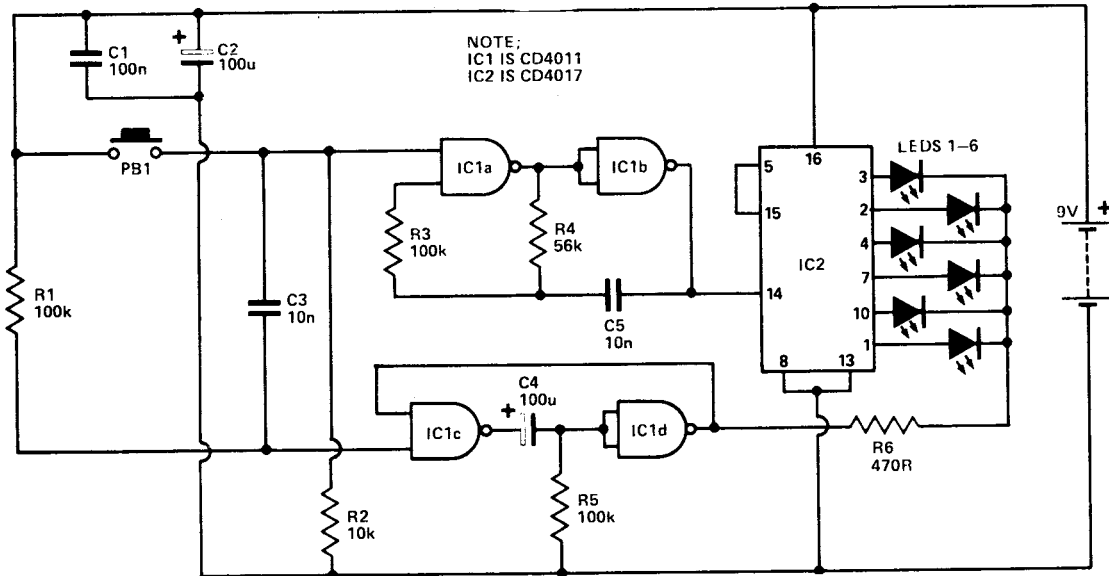 C1
100n
+
C2
100u
NOTE;
IC1 IS CD4011
IC2 IS CD4017
PB1
IC1a
IC1b
R3
100k
R4
56k
C5
10n
R1
100k
C3
10n
5
15
14
16
IC2
8
13
3
2
4
7
10
1
LEDS 1–6
9V
+
IC1c
+
C4
100u
IC1d
R2
10k
R5
100k
R6
470R